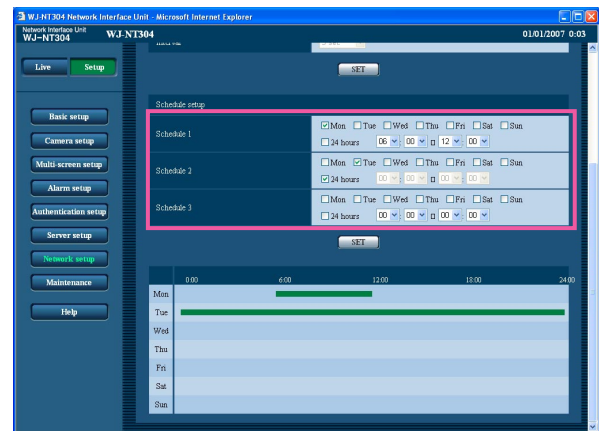 WJ-NT304 Network Interface Unit - Microsoft Internet Explorer
Network Interface Unit
WJ-NT304 WJ-NT304 01/01/2007 0:03
Live Setup
SET
Schedule setup
Basic setup
Camera setup
Multi-screen setup
Alarm setup
Authentication setup
Server setup
Network setup
Maintenance
Help
Schedule 1
Mon Tue Wed Thu Fri Sat Sun
24 hours 06 : 00 □ 12 : 00
Schedule 2
Mon Tue Wed Thu Fri Sat Sun
24 hours 00 : 00 □ 00 : 00
Schedule 3
Mon Tue Wed Thu Fri Sat Sun
24 hours 00 : 00 □ 00 : 00
SET
0:00 6:00 12:00 18:00 24:00
Mon
Tue
Wed
Thu
Fri
Sat
Sun